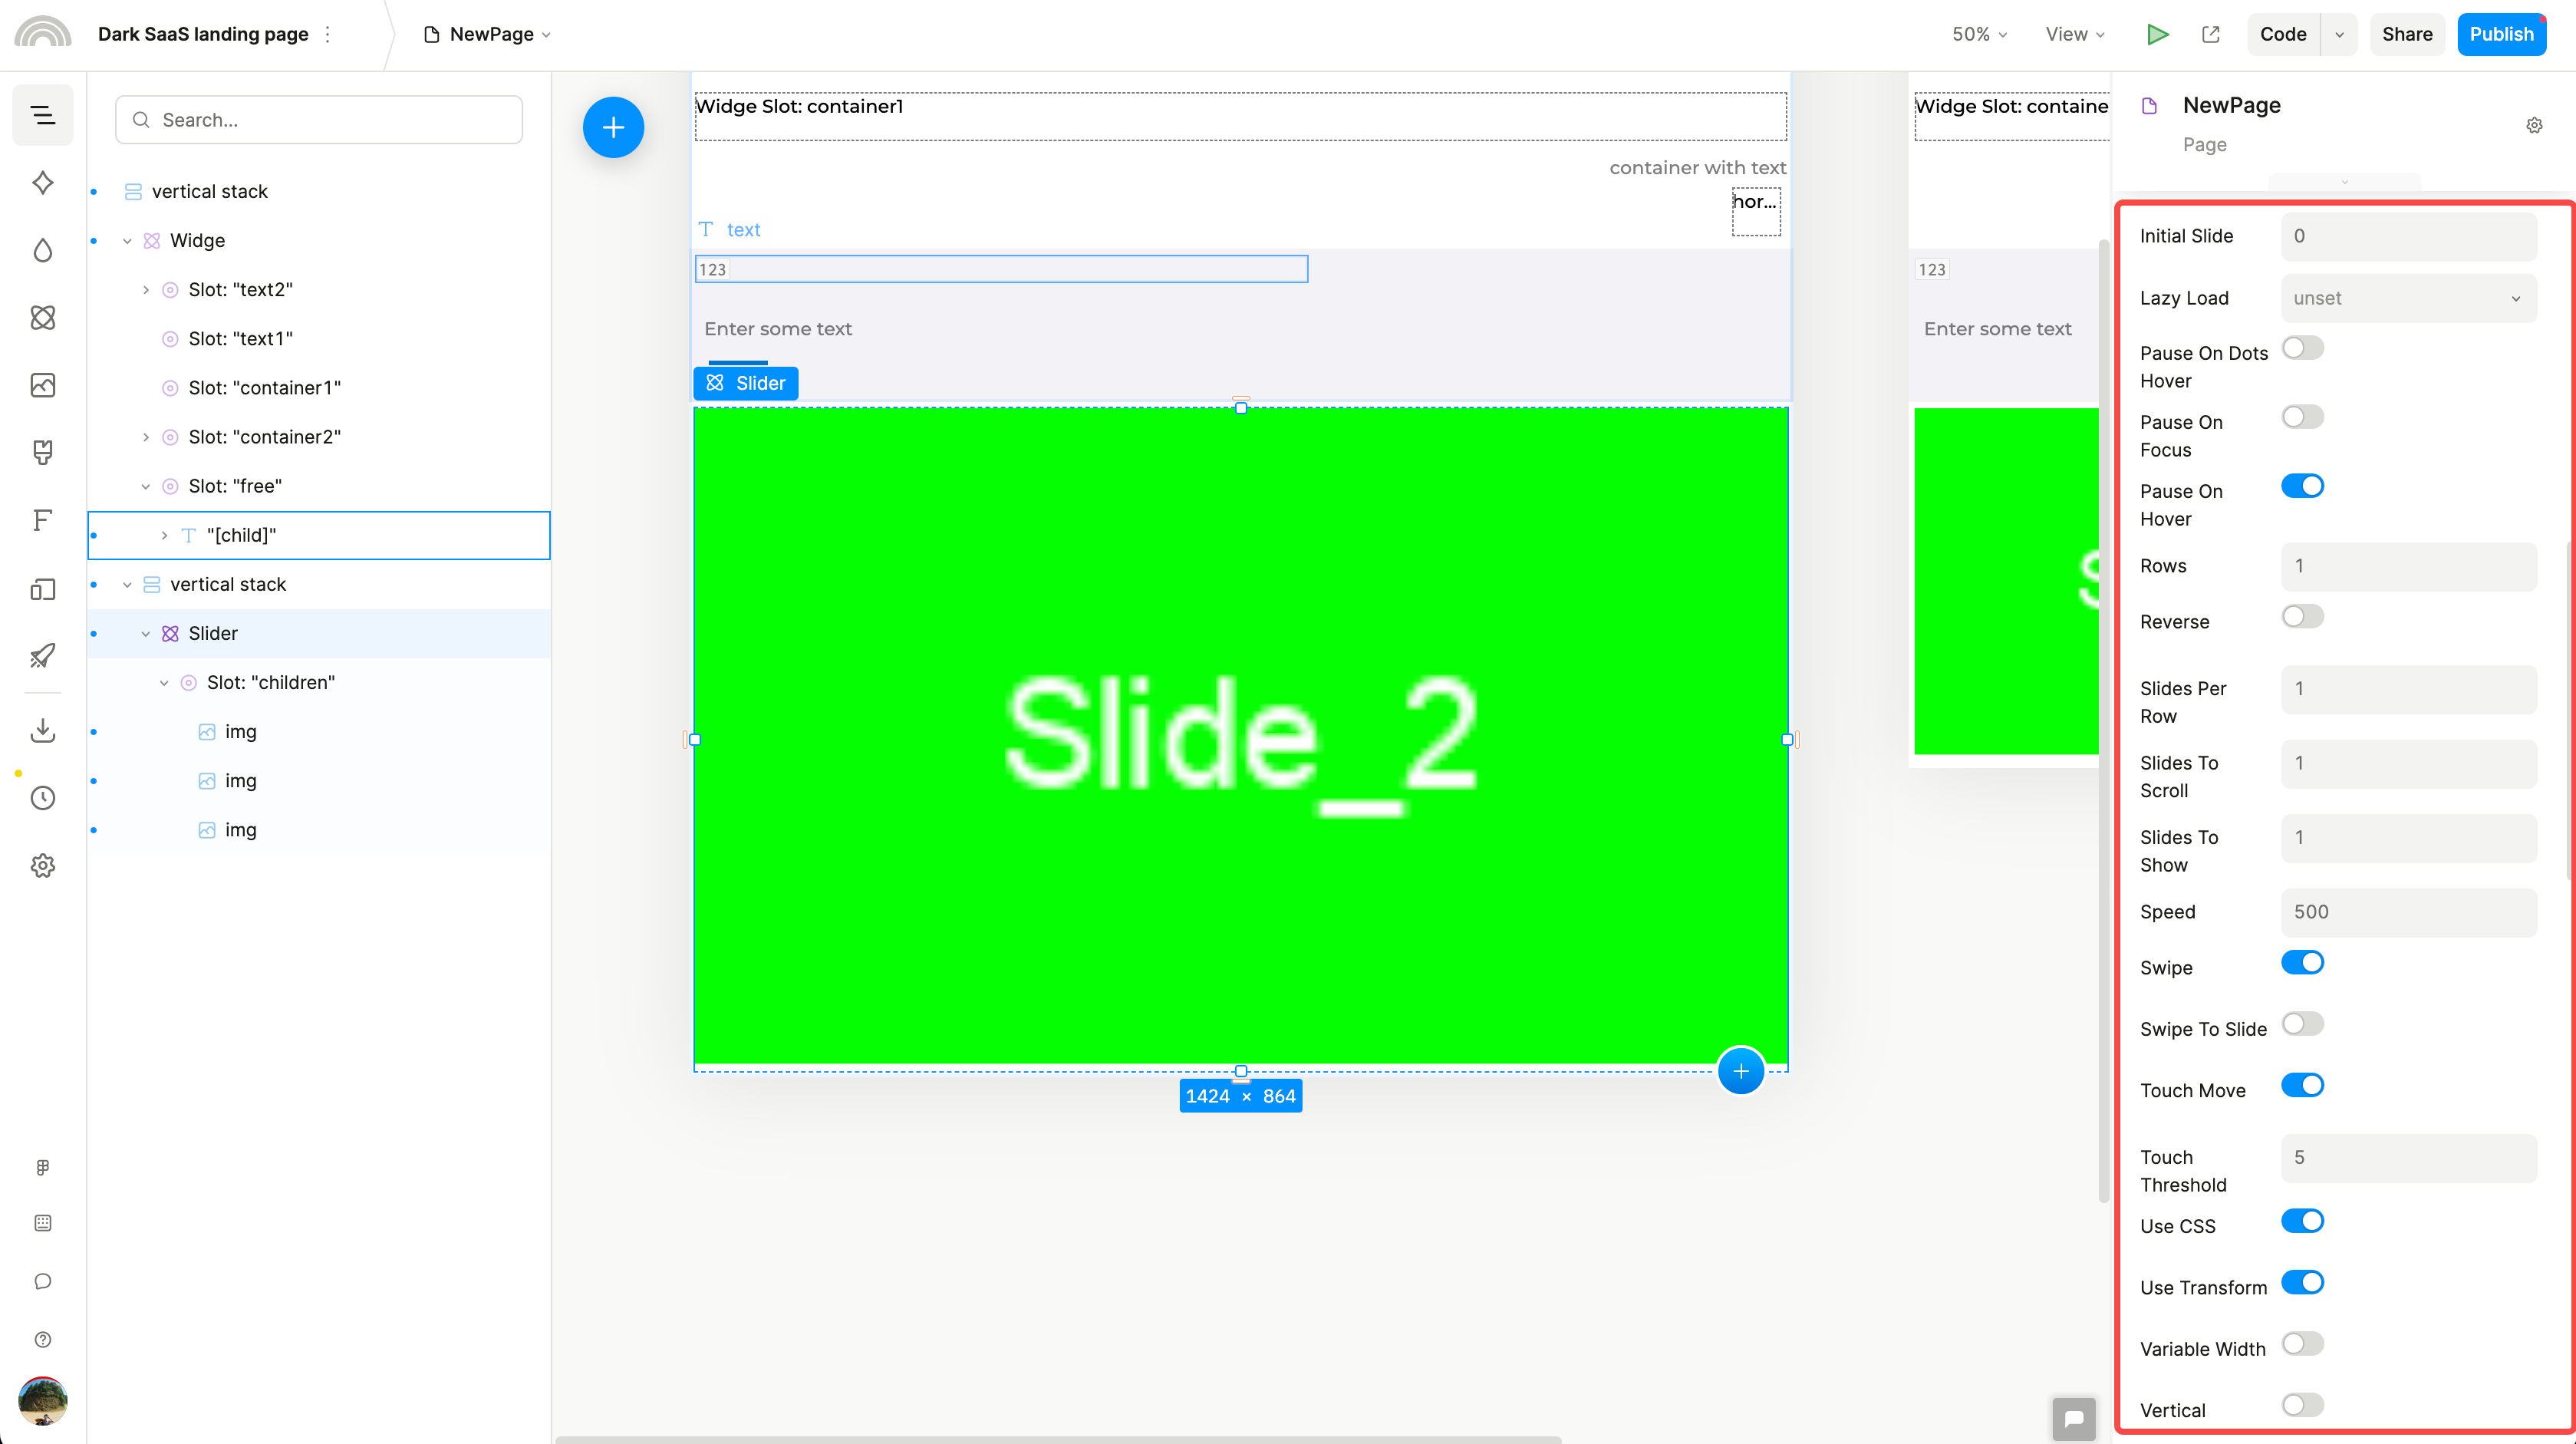 Dark SaaS landing page
NewPage
50%
View
Code
Share
Publish
Search...
vertical stack
Widge
Slot: "text2"
Slot: "text1"
Slot: "container1"
Slot: "container2"
Slot: "free"
"[child]"
vertical stack
Slider
Slot: "children"
img
img
img
Widge Slot: container1
container with text
hor...
text
123
Enter some text
Slider
Slide_2
1424 × 864
Widge Slot: containe
123
Enter some text
S
NewPage
Page
Initial Slide 0
Lazy Load unset
Pause On Dots
Hover
Pause On
Focus
Pause On
Hover
Rows 1
Reverse
Slides Per 1
Row
Slides To 1
Scroll
Slides To 1
Show
Speed 500
Swipe
Swipe To Slide
Touch Move
Touch 5
Threshold
Use CSS
Use Transform
Variable Width
Vertical